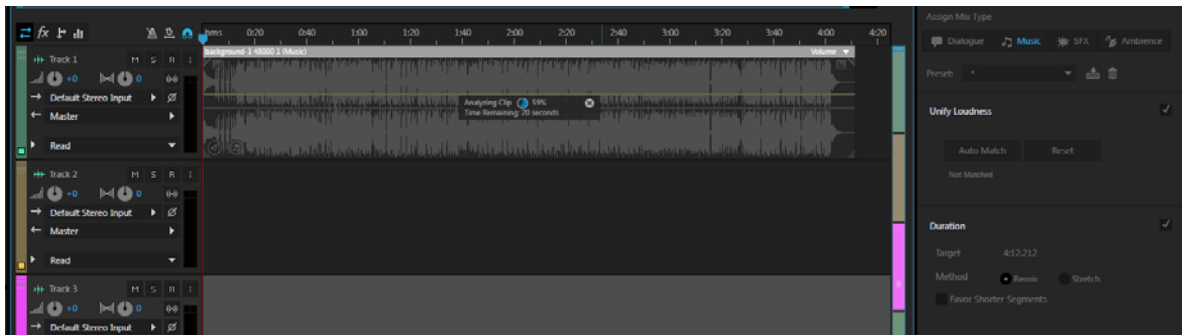 Assign Mix Type
Dialogue Music SFX Ambience
Preset: *
Unify Loudness
Auto Match Reset
Not Matched
Duration
Target 4:12.212
Method Remix Stretch
Favor Shorter Segments
fx
hms 0:20 0:40 1:00 1:20 1:40 2:00 2:20 2:40 3:00 3:20 3:40 4:00 4:20
background-1 48000 1 (Music) Volume
Analyzing Clip 59%
Time Remaining: 20 seconds
Track 1 M S R I
+0 0
Default Stereo Input
Master
Read
Track 2 M S R I
+0 0
Default Stereo Input
Master
Read
Track 3 M S R I
+0 0
Default Stereo Input